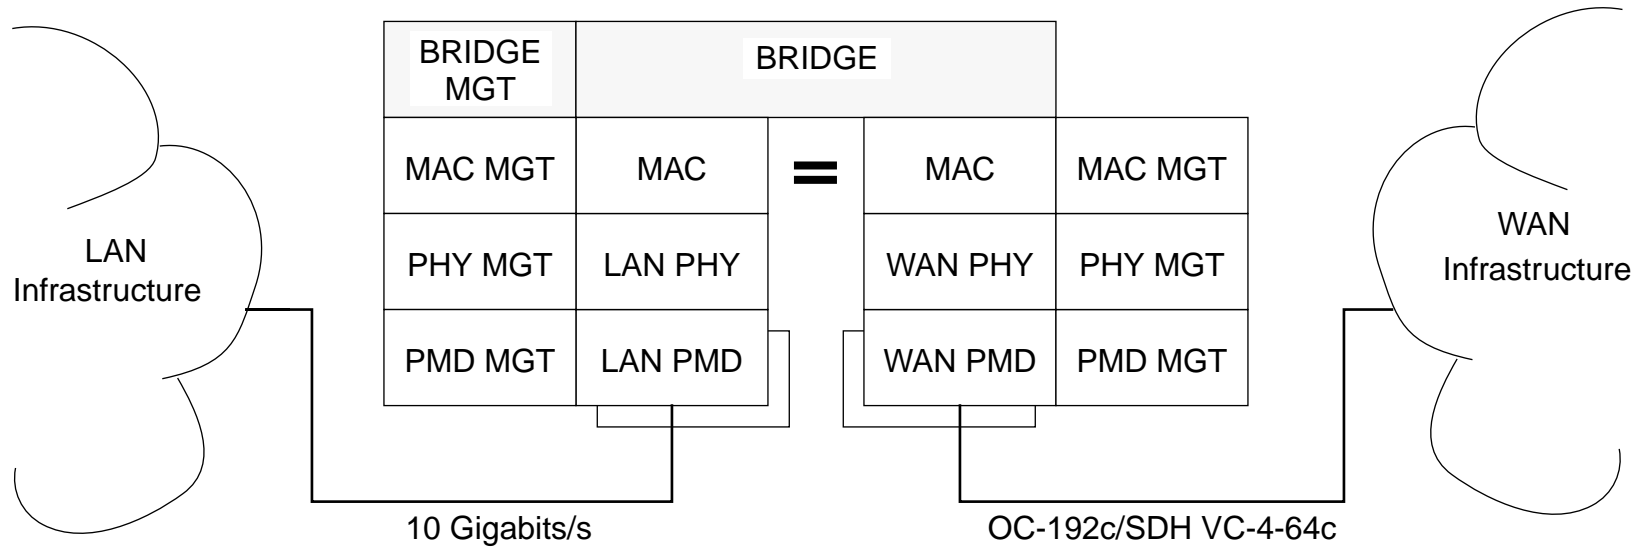 BRIDGE
MGT
BRIDGE
MAC MGT
MAC
=
MAC
MAC MGT
LAN
Infrastructure
PHY MGT
LAN PHY
WAN PHY
PHY MGT
WAN
Infrastructure
PMD MGT
LAN PMD
WAN PMD
PMD MGT
10 Gigabits/s
OC-192c/SDH VC-4-64c